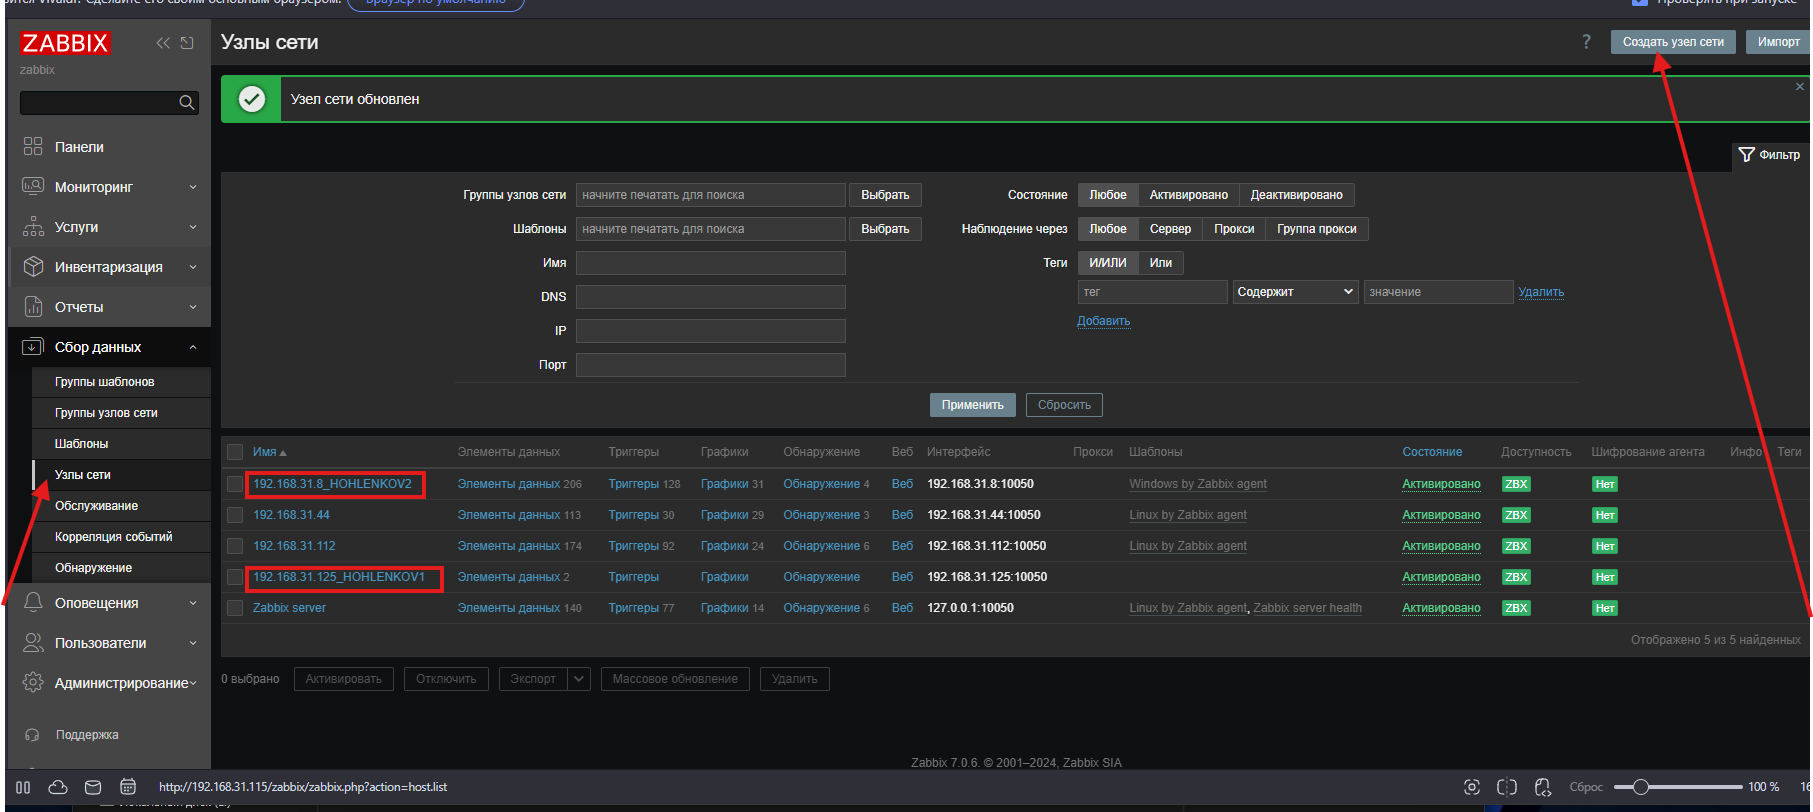 Сделайте его своим основным браузером.
Браузер по умолчанию
Проверять при запуске
ZABBIX
zabbix
Панели
Мониторинг
Услуги
Инвентаризация
Отчеты
Сбор данных
Группы шаблонов
Группы узлов сети
Шаблоны
Узлы сети
Обслуживание
Корреляция событий
Обнаружение
Оповещения
Пользователи
Администрирование
Поддержка
Узлы сети
? Создать узел сети Импорт
Узел сети обновлен
Фильтр
Группы узлов сети начните печатать для поиска Выбрать
Шаблоны начните печатать для поиска Выбрать
Имя
DNS
IP
Порт
Состояние Любое Активировано Деактивировано
Наблюдение через Любое Сервер Прокси Группа прокси
Теги И/ИЛИ Или
тег Содержит значение Удалить
Добавить
Применить Сбросить
Имя Элементы данных Триггеры Графики Обнаружение Веб Интерфейс Прокси Шаблоны Состояние Доступность Шифрование агента Инфо Теги
192.168.31.8_HOHLENKOV2 Элементы данных 206 Триггеры 128 Графики 31 Обнаружение 4 Веб 192.168.31.8:10050 Windows by Zabbix agent Активировано ZBX Нет
192.168.31.44 Элементы данных 113 Триггеры 30 Графики 29 Обнаружение 3 Веб 192.168.31.44:10050 Linux by Zabbix agent Активировано ZBX Нет
192.168.31.112 Элементы данных 174 Триггеры 92 Графики 24 Обнаружение 6 Веб 192.168.31.112:10050 Linux by Zabbix agent Активировано ZBX Нет
192.168.31.125_HOHLENKOV1 Элементы данных 2 Триггеры Графики Обнаружение Веб 192.168.31.125:10050 Активировано ZBX Нет
Zabbix server Элементы данных 140 Триггеры 77 Графики 14 Обнаружение 6 Веб 127.0.0.1:10050 Linux by Zabbix agent, Zabbix server health Активировано ZBX Нет
Отображено 5 из 5 найденных
0 выбрано Активировать Отключить Экспорт Массовое обновление Удалить
Zabbix 7.0.6. © 2001–2024, Zabbix SIA
http://192.168.31.115/zabbix/zabbix.php?action=host.list
Сброс 100 %